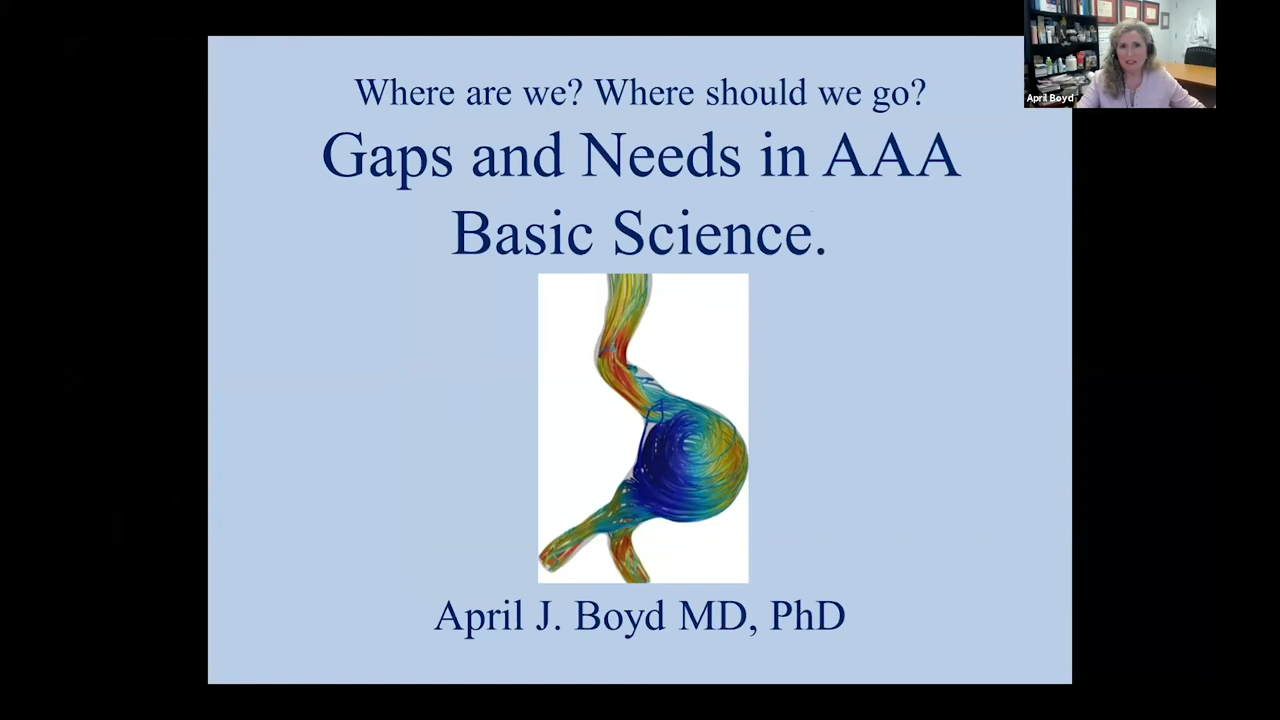 Where are we? Where should we go?
Gaps and Needs in AAA
Basic Science.
April J. Boyd MD, PhD
April Boyd